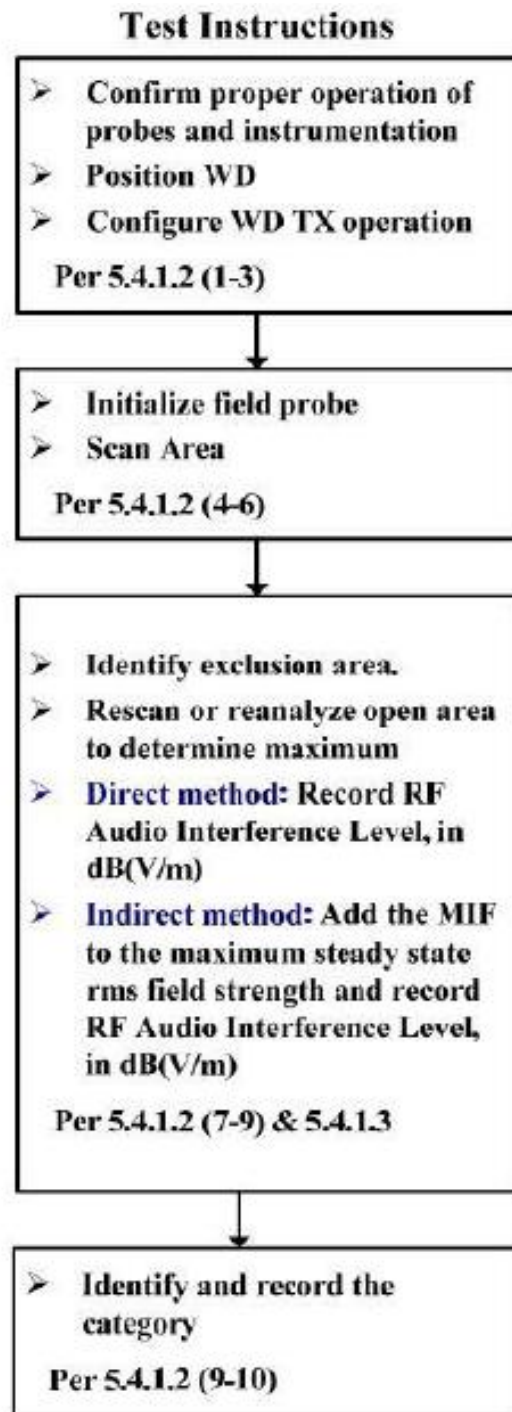 Test Instructions
➢ Confirm proper operation of
probes and instrumentation
➢ Position WD
➢ Configure WD TX operation
Per 5.4.1.2 (1-3)
➢ Initialize field probe
➢ Scan Area
Per 5.4.1.2 (4-6)
➢ Identify exclusion area.
➢ Rescan or reanalyze open area
to determine maximum
➢ Direct method: Record RF
Audio Interference Level, in
dB(V/m)
➢ Indirect method: Add the MIF
to the maximum steady state
rms field strength and record
RF Audio Interference Level,
in dB(V/m)
Per 5.4.1.2 (7-9) & 5.4.1.3
➢ Identify and record the
category
Per 5.4.1.2 (9-10)